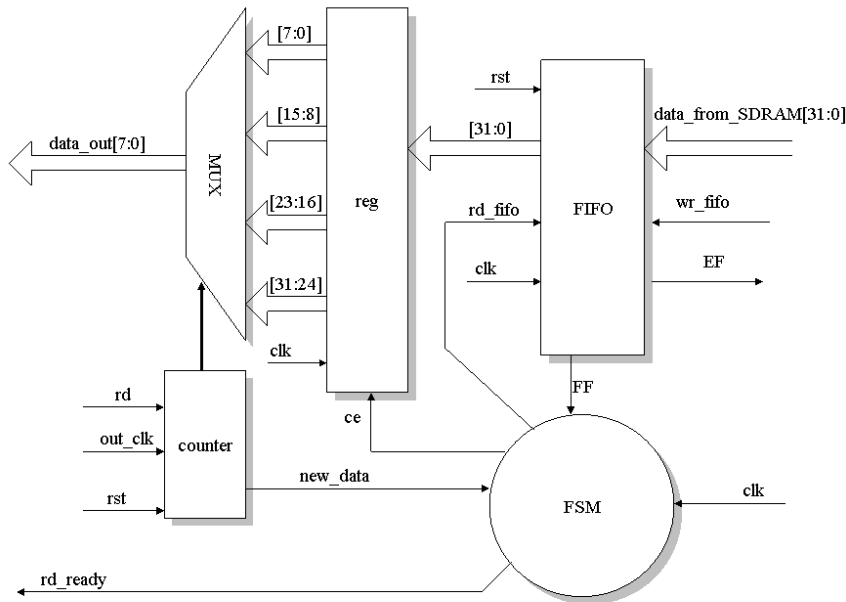 [7:0]
rst
[15:8]
[31:0]
data_from_SDRAM[31:0]
data_out[7:0]
MUX
reg
FIFO
[23:16]
rd_fifo
wr_fifo
EF
clk
[31:24]
clk
FF
rd
ce
out_clk
counter
new_data
rst
clk
FSM
rd_ready